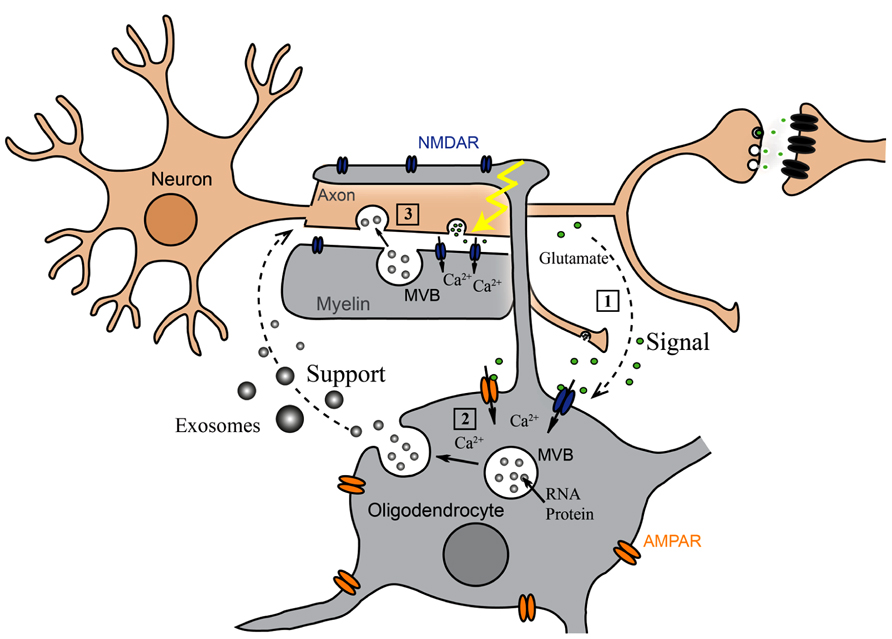 NMDAR
Neuron
Axon
3
Glutamate
Ca²⁺
Ca²⁺
MVB
Myelin
1
Signal
Support
2
Ca²⁺
Exosomes
Ca²⁺
MVB
RNA
Protein
Oligodendrocyte
AMPAR